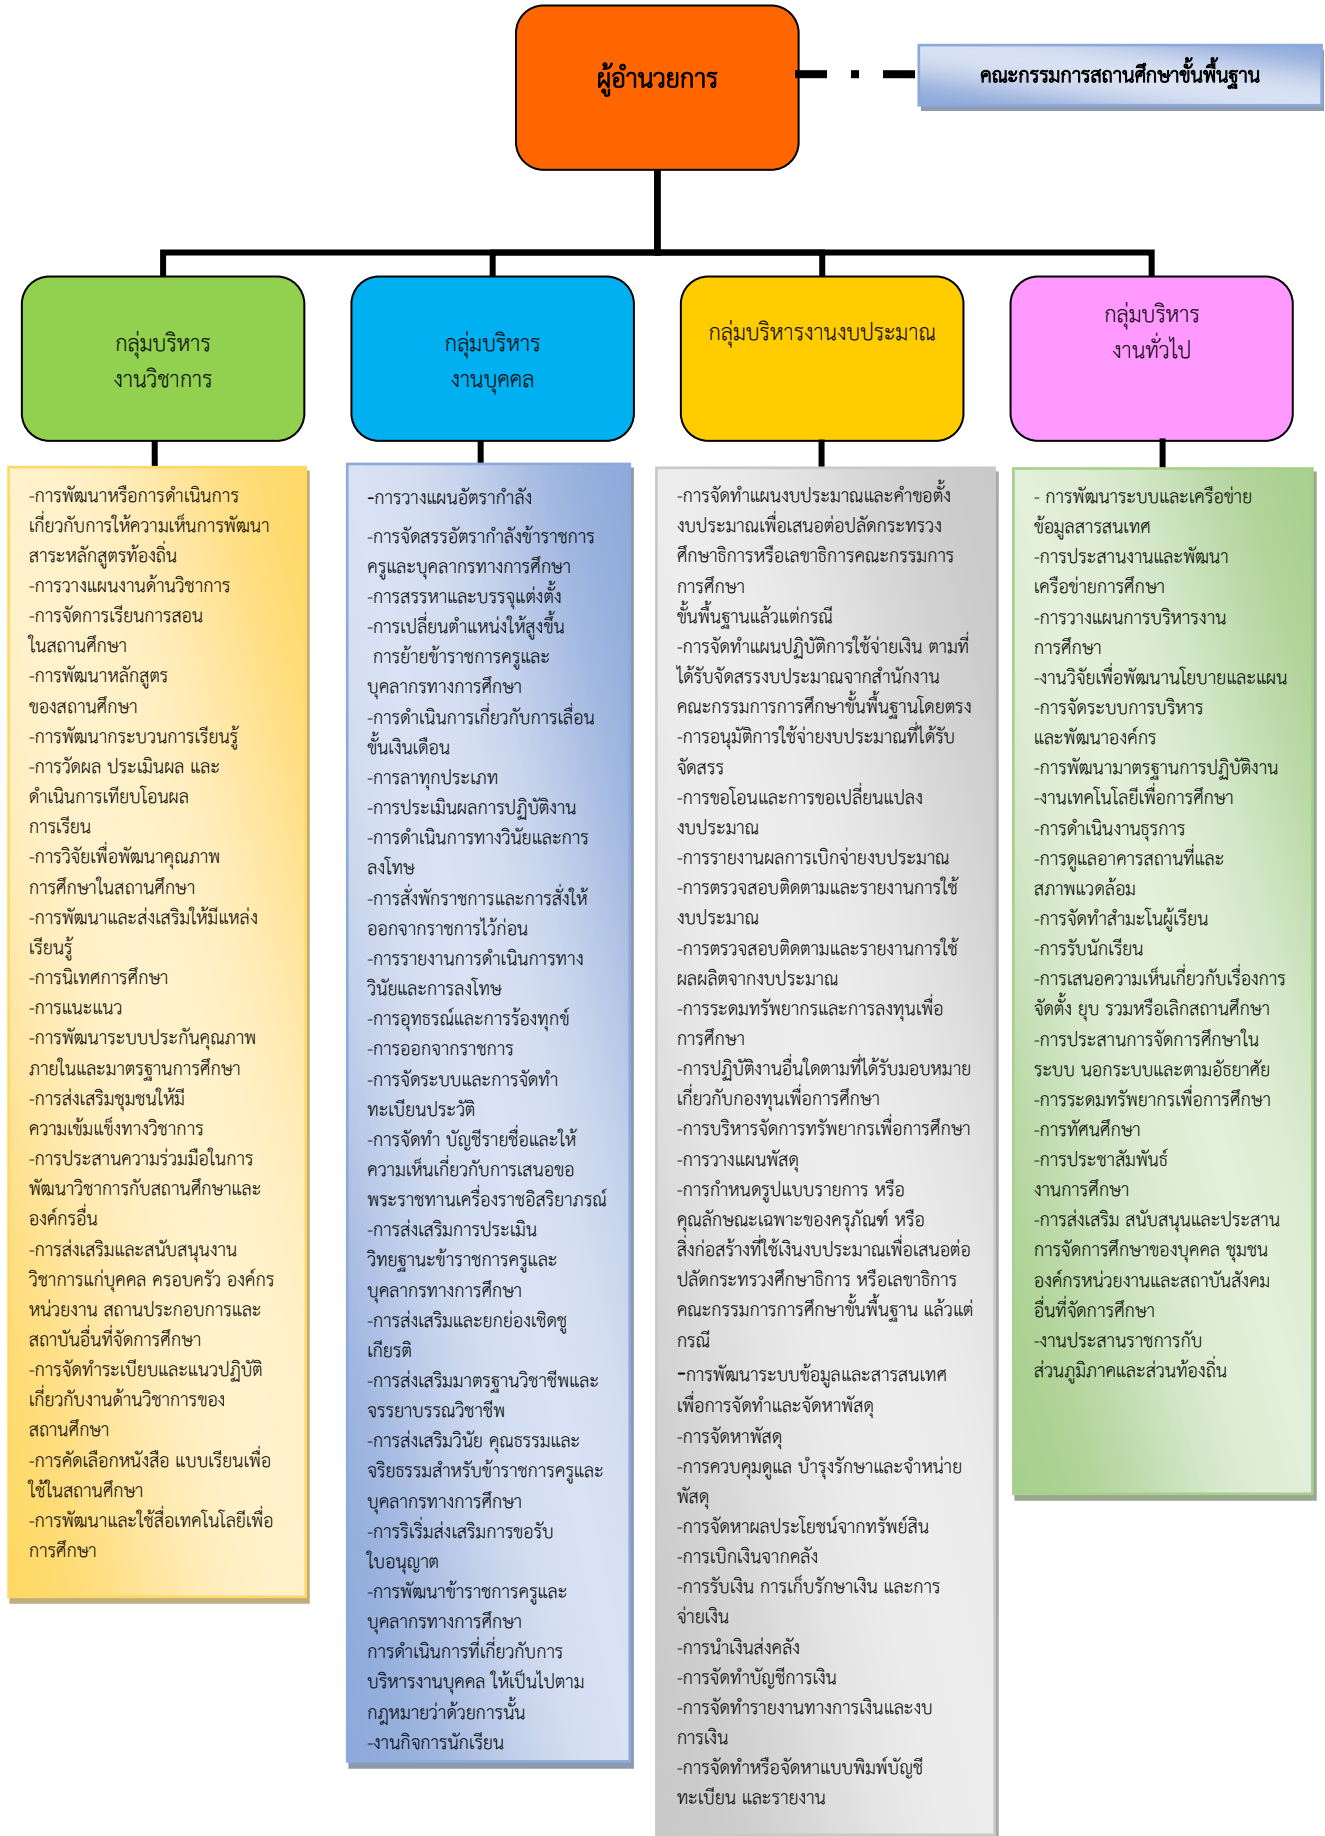 ผู้อำนวยการ
คณะกรรมการสถานศึกษาขั้นพื้นฐาน
กลุ่มบริหาร
งานวิชาการ
กลุ่มบริหาร
งานบุคคล
กลุ่มบริหารงานงบประมาณ
กลุ่มบริหาร
งานทั่วไป
-การพัฒนาหรือการดำเนินการ
เกี่ยวกับการให้ความเห็นการพัฒนา
สาระหลักสูตรท้องถิ่น
-การวางแผนงานด้านวิชาการ
-การจัดการเรียนการสอน
ในสถานศึกษา
-การพัฒนาหลักสูตร
ของสถานศึกษา
-การพัฒนากระบวนการเรียนรู้
-การวัดผล ประเมินผล และ
ดำเนินการเทียบโอนผล
การเรียน
-การวิจัยเพื่อพัฒนาคุณภาพ
การศึกษาในสถานศึกษา
-การพัฒนาและส่งเสริมให้มีแหล่ง
เรียนรู้
-การนิเทศการศึกษา
-การแนะแนว
-การพัฒนาระบบประกันคุณภาพ
ภายในและมาตรฐานการศึกษา
-การส่งเสริมชุมชนให้มี
ความเข้มแข็งทางวิชาการ
-การประสานความร่วมมือในการ
พัฒนาวิชาการกับสถานศึกษาและ
องค์กรอื่น
-การส่งเสริมและสนับสนุนงาน
วิชาการแก่บุคคล ครอบครัว องค์กร
หน่วยงาน สถานประกอบการและ
สถาบันอื่นที่จัดการศึกษา
-การจัดทำระเบียบและแนวปฏิบัติ
เกี่ยวกับงานด้านวิชาการของ
สถานศึกษา
-การคัดเลือกหนังสือ แบบเรียนเพื่อ
ใช้ในสถานศึกษา
-การพัฒนาและใช้สื่อเทคโนโลยีเพื่อ
การศึกษา
-การวางแผนอัตรากำลัง
-การจัดสรรอัตรากำลังข้าราชการ
ครูและบุคลากรทางการศึกษา
-การสรรหาและบรรจุแต่งตั้ง
-การเปลี่ยนตำแหน่งให้สูงขึ้น
การย้ายข้าราชการครูและ
บุคลากรทางการศึกษา
-การดำเนินการเกี่ยวกับการเลื่อน
ขั้นเงินเดือน
-การลาทุกประเภท
-การประเมินผลการปฏิบัติงาน
-การดำเนินการทางวินัยและการ
ลงโทษ
-การสั่งพักราชการและการสั่งให้
ออกจากราชการไว้ก่อน
-การรายงานการดำเนินการทาง
วินัยและการลงโทษ
-การอุทธรณ์และการร้องทุกข์
-การออกจากราชการ
-การจัดระบบและการจัดทำ
ทะเบียนประวัติ
-การจัดทำ บัญชีรายชื่อและให้
ความเห็นเกี่ยวกับการเสนอขอ
พระราชทานเครื่องราชอิสริยาภรณ์
-การส่งเสริมการประเมิน
วิทยฐานะข้าราชการครูและ
บุคลากรทางการศึกษา
-การส่งเสริมและยกย่องเชิดชู
เกียรติ
-การส่งเสริมมาตรฐานวิชาชีพและ
จรรยาบรรณวิชาชีพ
-การส่งเสริมวินัย คุณธรรมและ
จริยธรรมสำหรับข้าราชการครูและ
บุคลากรทางการศึกษา
-การริเริ่มส่งเสริมการขอรับ
ใบอนุญาต
-การพัฒนาข้าราชการครูและ
บุคลากรทางการศึกษา
การดำเนินการที่เกี่ยวกับการ
บริหารงานบุคคล ให้เป็นไปตาม
กฎหมายว่าด้วยการนั้น
-งานกิจการนักเรียน
-การจัดทำแผนงบประมาณและคำขอตั้ง
งบประมาณเพื่อเสนอต่อปลัดกระทรวง
ศึกษาธิการหรือเลขาธิการคณะกรรมการ
การศึกษา
ขั้นพื้นฐานแล้วแต่กรณี
-การจัดทำแผนปฏิบัติการใช้จ่ายเงิน ตามที่
ได้รับจัดสรรงบประมาณจากสำนักงาน
คณะกรรมการการศึกษาขั้นพื้นฐานโดยตรง
-การอนุมัติการใช้จ่ายงบประมาณที่ได้รับ
จัดสรร
-การขอโอนและการขอเปลี่ยนแปลง
งบประมาณ
-การรายงานผลการเบิกจ่ายงบประมาณ
-การตรวจสอบติดตามและรายงานการใช้
งบประมาณ
-การตรวจสอบติดตามและรายงานการใช้
ผลผลิตจากงบประมาณ
-การระดมทรัพยากรและการลงทุนเพื่อ
การศึกษา
-การปฏิบัติงานอื่นใดตามที่ได้รับมอบหมาย
เกี่ยวกับกองทุนเพื่อการศึกษา
-การบริหารจัดการทรัพยากรเพื่อการศึกษา
-การวางแผนพัสดุ
-การกำหนดรูปแบบรายการ หรือ
คุณลักษณะเฉพาะของครุภัณฑ์ หรือ
สิ่งก่อสร้างที่ใช้เงินงบประมาณเพื่อเสนอต่อ
ปลัดกระทรวงศึกษาธิการ หรือเลขาธิการ
คณะกรรมการการศึกษาขั้นพื้นฐาน แล้วแต่
กรณี
-การพัฒนาระบบข้อมูลและสารสนเทศ
เพื่อการจัดทำและจัดหาพัสดุ
-การจัดหาพัสดุ
-การควบคุมดูแล บำรุงรักษาและจำหน่าย
พัสดุ
-การจัดหาผลประโยชน์จากทรัพย์สิน
-การเบิกเงินจากคลัง
-การรับเงิน การเก็บรักษาเงิน และการ
จ่ายเงิน
-การนำเงินส่งคลัง
-การจัดทำบัญชีการเงิน
-การจัดทำรายงานทางการเงินและงบ
การเงิน
-การจัดทำหรือจัดหาแบบพิมพ์บัญชี
ทะเบียน และรายงาน
- การพัฒนาระบบและเครือข่าย
ข้อมูลสารสนเทศ
-การประสานงานและพัฒนา
เครือข่ายการศึกษา
-การวางแผนการบริหารงาน
การศึกษา
-งานวิจัยเพื่อพัฒนานโยบายและแผน
-การจัดระบบการบริหาร
และพัฒนาองค์กร
-การพัฒนามาตรฐานการปฏิบัติงาน
-งานเทคโนโลยีเพื่อการศึกษา
-การดำเนินงานธุรการ
-การดูแลอาคารสถานที่และ
สภาพแวดล้อม
-การจัดทำสำมะโนผู้เรียน
-การรับนักเรียน
-การเสนอความเห็นเกี่ยวกับเรื่องการ
จัดตั้ง ยุบ รวมหรือเลิกสถานศึกษา
-การประสานการจัดการศึกษาใน
ระบบ นอกระบบและตามอัธยาศัย
-การระดมทรัพยากรเพื่อการศึกษา
-การทัศนศึกษา
-การประชาสัมพันธ์
งานการศึกษา
-การส่งเสริม สนับสนุนและประสาน
การจัดการศึกษาของบุคคล ชุมชน
องค์กรหน่วยงานและสถาบันสังคม
อื่นที่จัดการศึกษา
-งานประสานราชการกับ
ส่วนภูมิภาคและส่วนท้องถิ่น